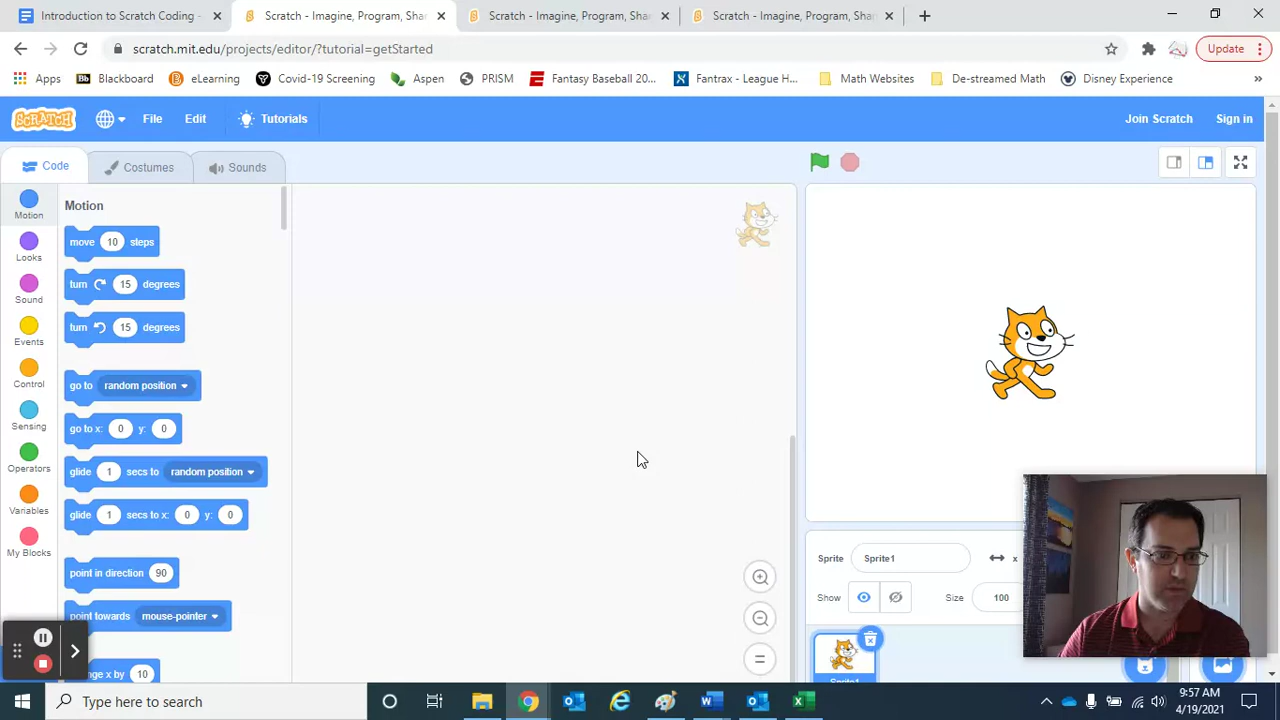 Introduction to Scratch Coding -
Scratch - Imagine, Program, Shar
Scratch - Imagine, Program, Shar
Scratch - Imagine, Program, Shar
scratch.mit.edu/projects/editor/?tutorial=getStarted
Update
Apps
Bb Blackboard
eLearning
Covid-19 Screening
Aspen
PRISM
Fantasy Baseball 20...
Fantrax - League H...
Math Websites
De-streamed Math
Disney Experience
»
SCRATCH
File
Edit
Tutorials
Join Scratch
Sign in
Code
Costumes
Sounds
Motion
Looks
Sound
Events
Control
Sensing
Operators
Variables
My Blocks
Motion
move 10 steps
turn 15 degrees
turn 15 degrees
go to random position
go to x: 0 y: 0
glide 1 secs to random position
glide 1 secs to x: 0 y: 0
point in direction 90
point towards mouse-pointer
nge x by 10
Sprite
Sprite1
x
Show
Size
100
Sprite1
Type here to search
9:57 AM
4/19/2021